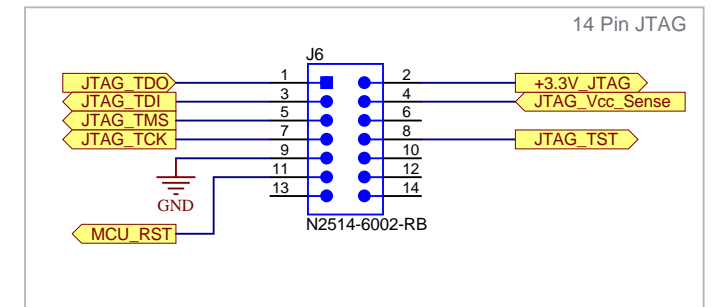 14 Pin JTAG
J6
JTAG_TDO 1 2 +3.3V_JTAG
JTAG_TDI 3 4 JTAG_Vcc_Sense
JTAG_TMS 5 6
JTAG_TCK 7 8 JTAG_TST
9 10
11 12
13 14
GND
N2514-6002-RB
MCU_RST